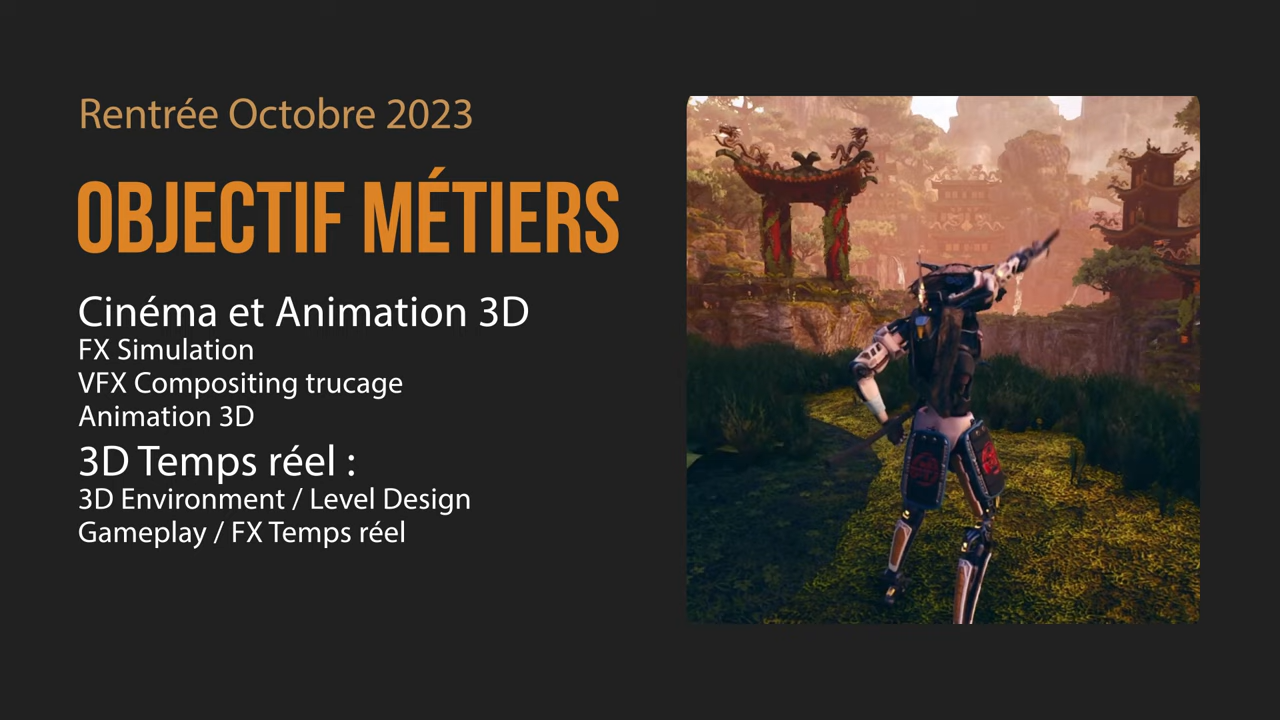 Rentrée Octobre 2023
OBJECTIF MÉTIERS
Cinéma et Animation 3D
FX Simulation
VFX Compositing trucage
Animation 3D
3D Temps réel :
3D Environment / Level Design
Gameplay / FX Temps réel